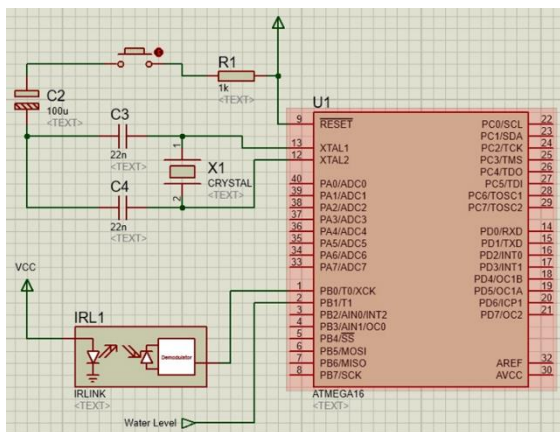 R1
1k
<TEXT>
C2
100u
<TEXT>
C3
22n
<TEXT>
1
X1
CRYSTAL
2
<TEXT>
C4
22n
<TEXT>
U1
9 RESET PC0/SCL 22
PC1/SDA 23
13 XTAL1 PC2/TCK 24
12 XTAL2 PC3/TMS 25
PC4/TDO 26
40 PA0/ADC0 PC5/TDI 27
39 PA1/ADC1 PC6/TOSC1 28
38 PA2/ADC2 PC7/TOSC2 29
37 PA3/ADC3
36 PA4/ADC4 PD0/RXD 14
35 PA5/ADC5 PD1/TXD 15
34 PA6/ADC6 PD2/INT0 16
33 PA7/ADC7 PD3/INT1 17
PD4/OC1B 18
1 PB0/T0/XCK PD5/OC1A 19
2 PB1/T1 PD6/ICP1 20
3 PB2/AIN0/INT2 PD7/OC2 21
4 PB3/AIN1/OC0
5 PB4/SS
6 PB5/MOSI
7 PB6/MISO AREF 32
8 PB7/SCK AVCC 30
ATMEGA16
<TEXT>
VCC
IRL1
Demodulator
IRLINK
<TEXT>
Water Level